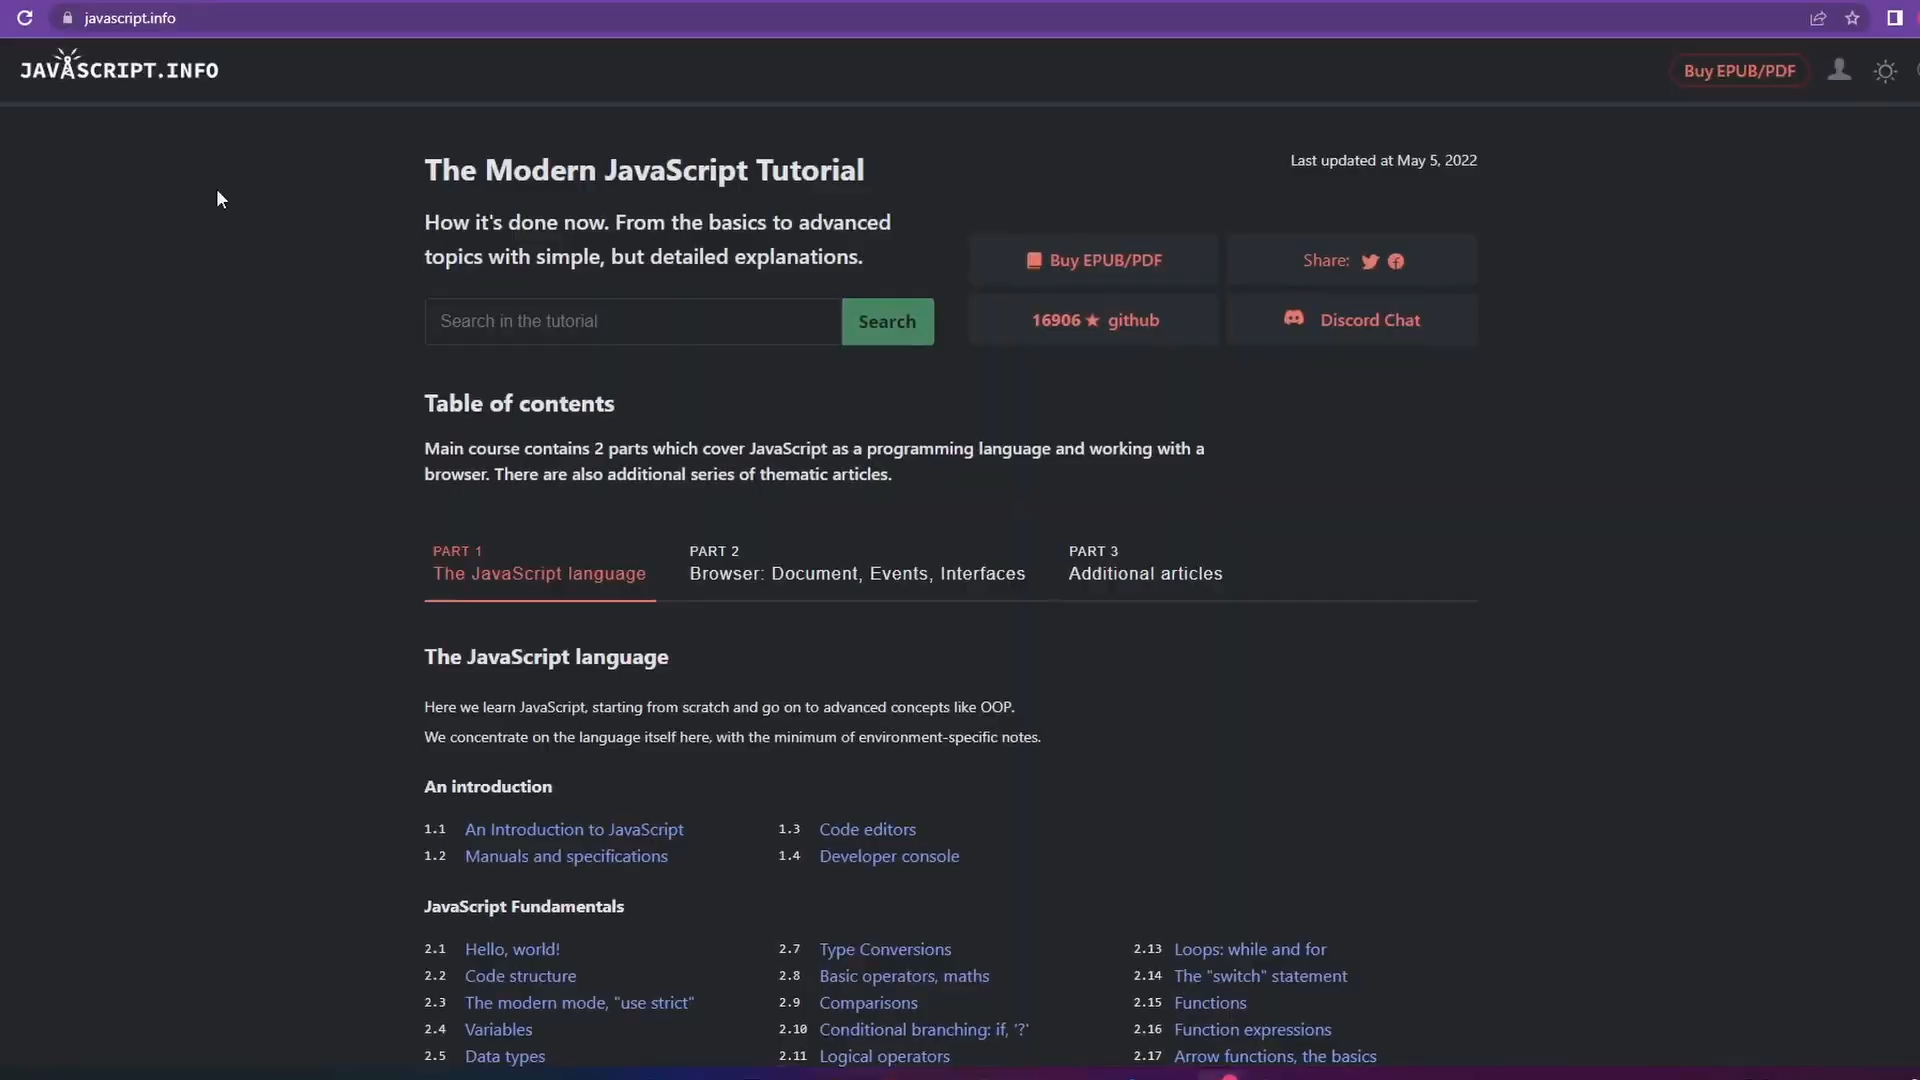 javascript.info
JAVASCRIPT.INFO
Buy EPUB/PDF
The Modern JavaScript Tutorial
Last updated at May 5, 2022
How it's done now. From the basics to advanced
topics with simple, but detailed explanations.
Buy EPUB/PDF
Share:
Search in the tutorial
Search
16906 ★ github
Discord Chat
Table of contents
Main course contains 2 parts which cover JavaScript as a programming language and working with a
browser. There are also additional series of thematic articles.
PART 1
The JavaScript language
PART 2
Browser: Document, Events, Interfaces
PART 3
Additional articles
The JavaScript language
Here we learn JavaScript, starting from scratch and go on to advanced concepts like OOP.
We concentrate on the language itself here, with the minimum of environment-specific notes.
An introduction
1.1 An Introduction to JavaScript
1.2 Manuals and specifications
1.3 Code editors
1.4 Developer console
JavaScript Fundamentals
2.1 Hello, world!
2.2 Code structure
2.3 The modern mode, "use strict"
2.4 Variables
2.5 Data types
2.7 Type Conversions
2.8 Basic operators, maths
2.9 Comparisons
2.10 Conditional branching: if, '?'
2.11 Logical operators
2.13 Loops: while and for
2.14 The "switch" statement
2.15 Functions
2.16 Function expressions
2.17 Arrow functions, the basics